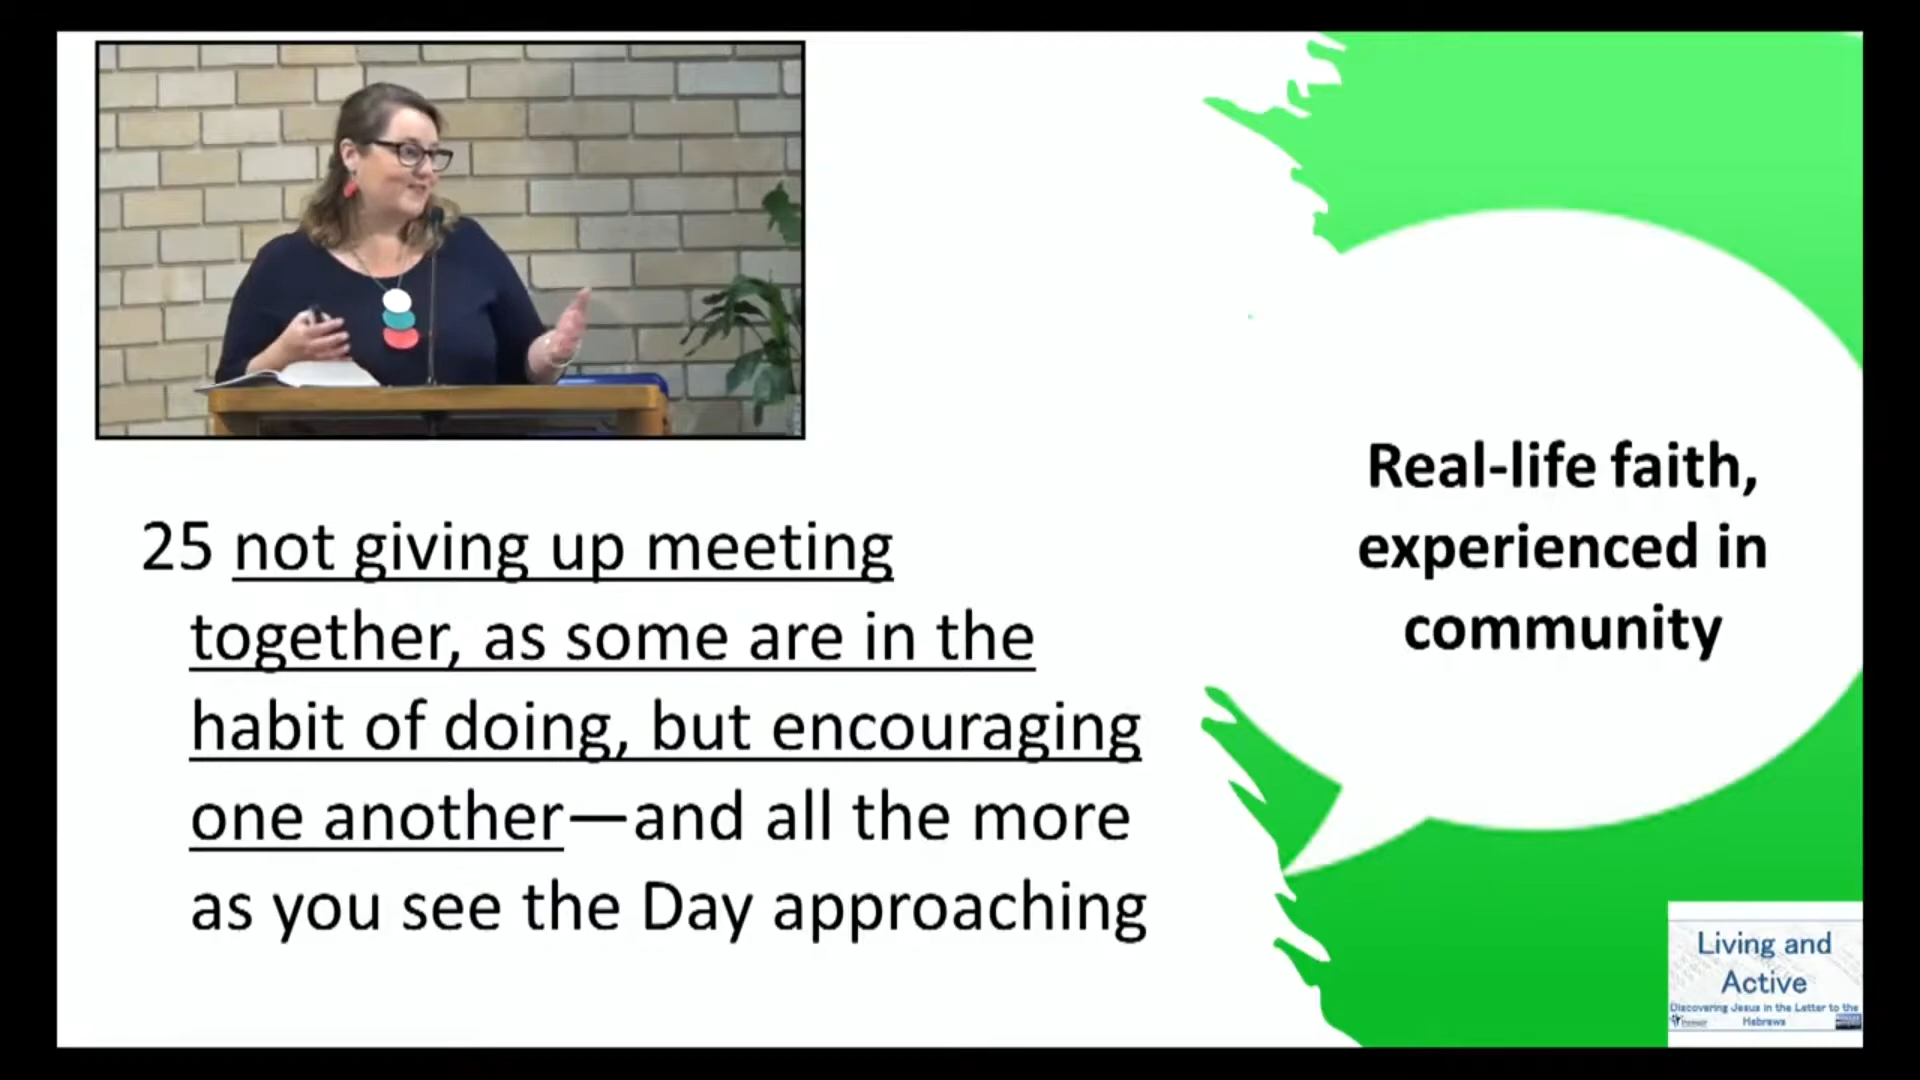 25 not giving up meeting
together, as some are in the
habit of doing, but encouraging
one another—and all the more
as you see the Day approaching
Real-life faith,
experienced in
community
Living and
Active
Discovering Jesus in the Letter to the
Hebrews